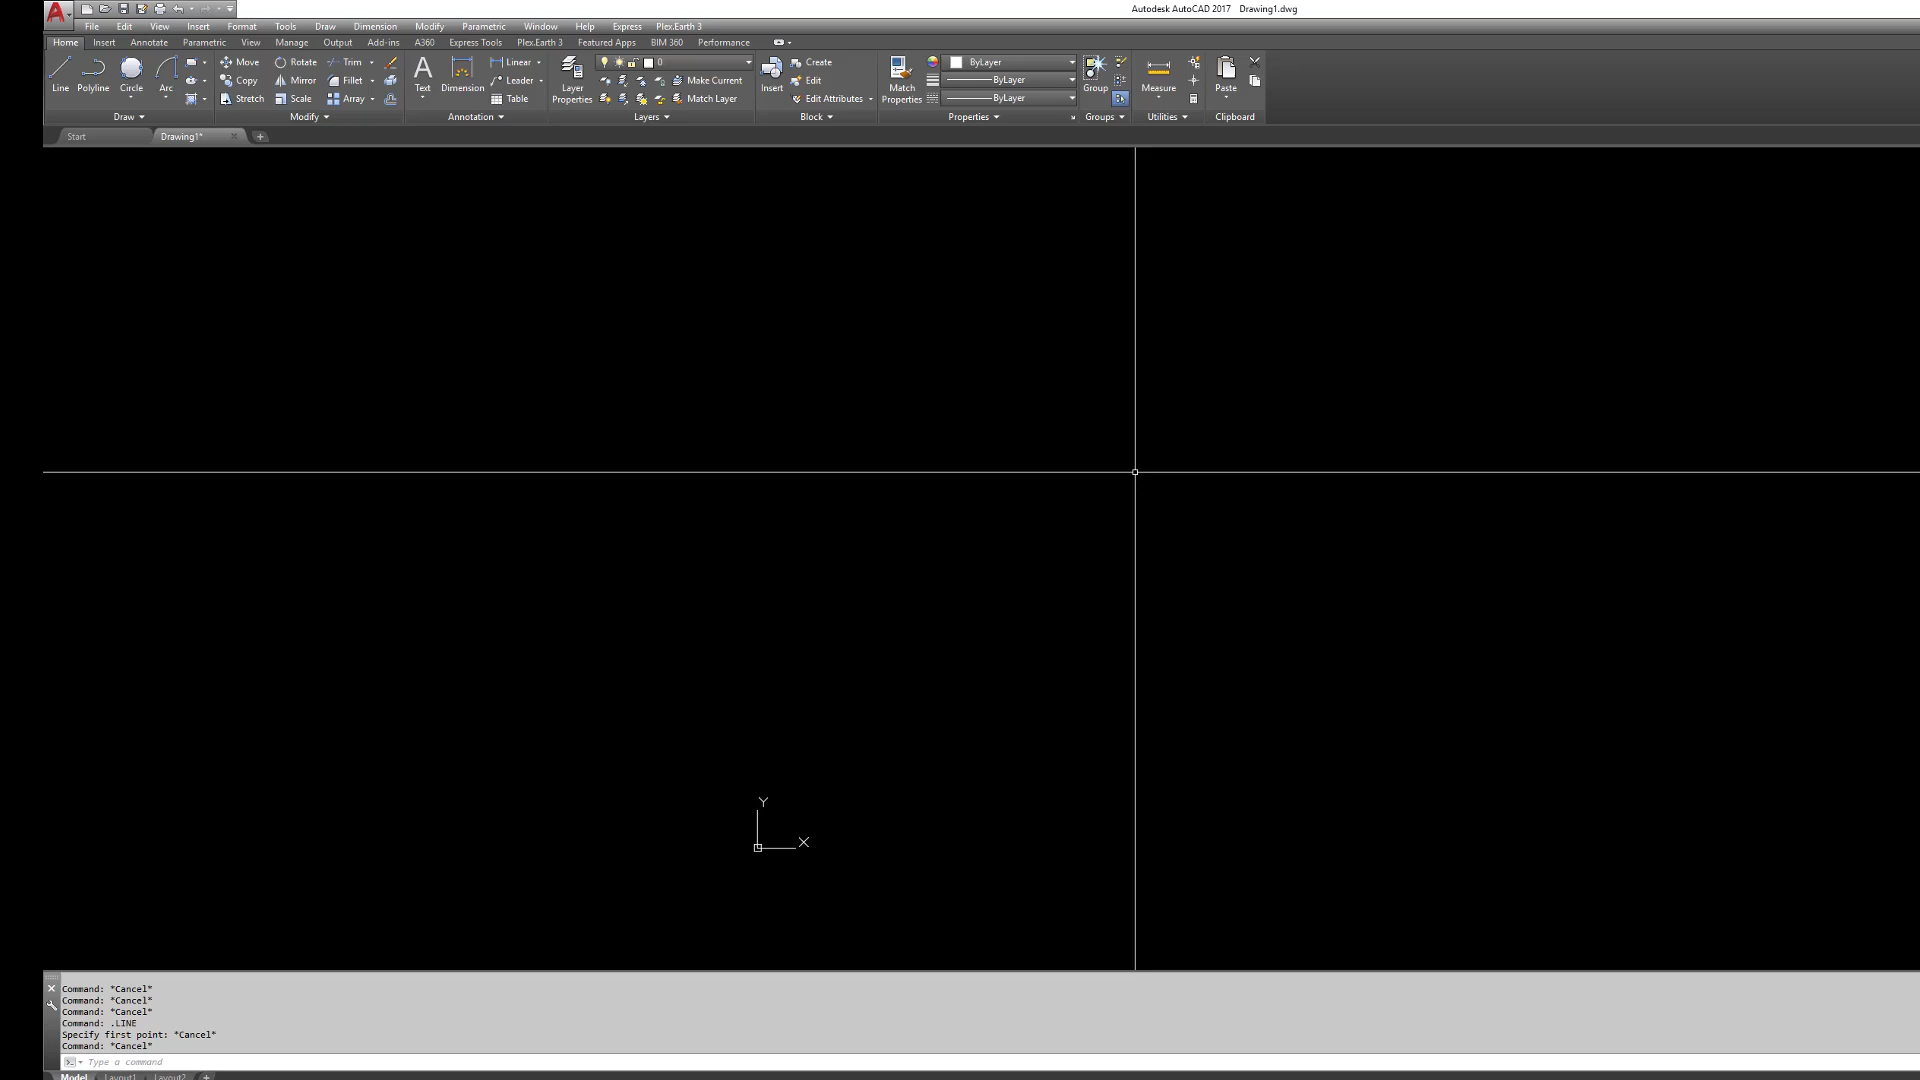 Autodesk AutoCAD 2017 Drawing1.dwg
File Edit View Insert Format Tools Draw Dimension Modify Parametric Window Help Express Plex.Earth 3
Home Insert Annotate Parametric View Manage Output Add-ins A360 Express Tools Plex.Earth 3 Featured Apps BIM 360 Performance
Line Polyline Circle Arc
Draw
Move Rotate Trim
Copy Mirror Fillet
Stretch Scale Array
Modify
A
Text Dimension
Linear
Leader
Table
Annotation
Layer
Properties
0
Make Current
Match Layer
Layers
Insert
Create
Edit
Edit Attributes
Block
Match
Properties
ByLayer
ByLayer
ByLayer
Properties
Group
Groups
Measure
Utilities
Paste
Clipboard
Start Drawing1*
Y
X
Command: *Cancel*
Command: *Cancel*
Command: *Cancel*
Command: .LINE
Specify first point: *Cancel*
Command: *Cancel*
Type a command
Model Layout1 Layout2 +